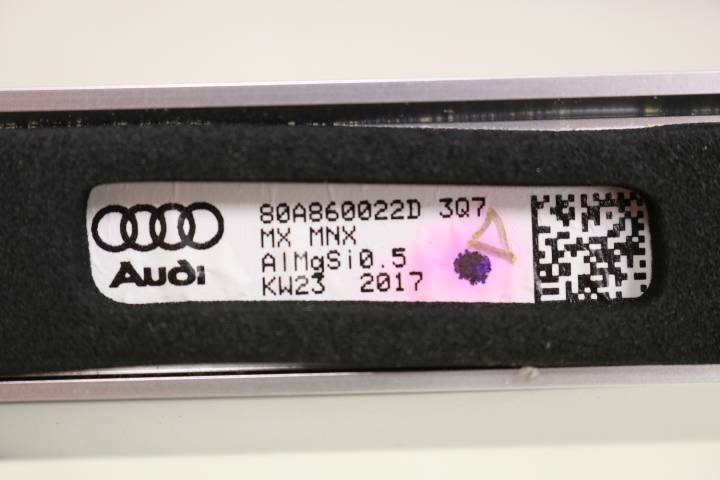 Audi
80A860022D 3Q7
MX MNX
AlMgSi0.5
KW23 2017